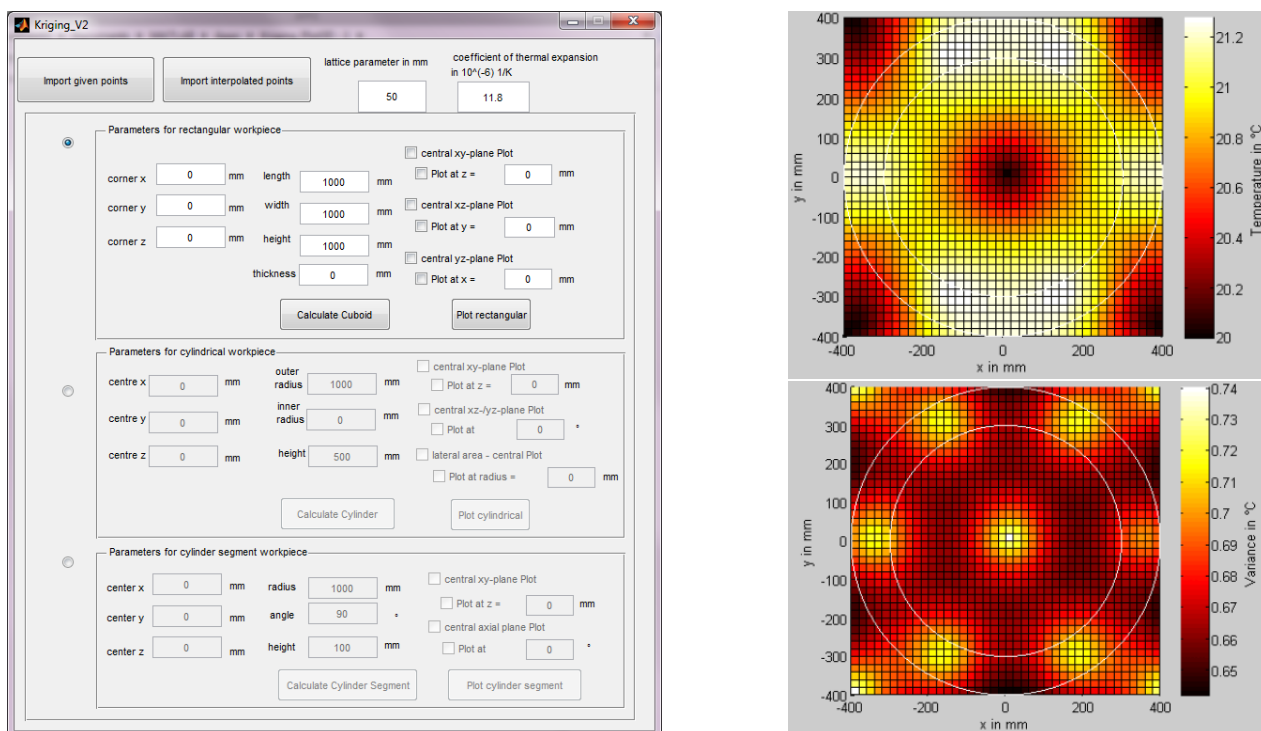 Kriging_V2
Import given points
Import interpolated points
lattice parameter in mm
50
coefficient of thermal expansion
in 10^(-6) 1/K
11.8
Parameters for rectangular workpiece
corner x 0 mm length 1000 mm central xy-plane Plot
Plot at z = 0 mm
corner y 0 mm width 1000 mm central xz-plane Plot
Plot at y = 0 mm
corner z 0 mm height 1000 mm central yz-plane Plot
thickness 0 mm Plot at x = 0 mm
Calculate Cuboid Plot rectangular
Parameters for cylindrical workpiece
centre x 0 mm outer radius 1000 mm central xy-plane Plot
Plot at z = 0 mm
centre y 0 mm inner radius 0 mm central xz-/yz-plane Plot
Plot at 0 °
centre z 0 mm height 500 mm lateral area - central Plot
Plot at radius = 0 mm
Calculate Cylinder Plot cylindrical
Parameters for cylinder segment workpiece
center x 0 mm radius 1000 mm central xy-plane Plot
center y 0 mm angle 90 ° Plot at z = 0 mm
central axial plane Plot
center z 0 mm height 100 mm Plot at 0 °
Calculate Cylinder Segment Plot cylinder segment
400
300
200
100
0
-100
-200
-300
-400
y in mm
-400 -200 0 200 400
x in mm
21.2
21
20.8
20.6
20.4
20.2
20
Temperature in °C
400
300
200
100
0
-100
-200
-300
-400
y in mm
-400 -200 0 200 400
x in mm
0.74
0.73
0.72
0.71
0.7
0.69
0.68
0.67
0.66
0.65
Variance in °C